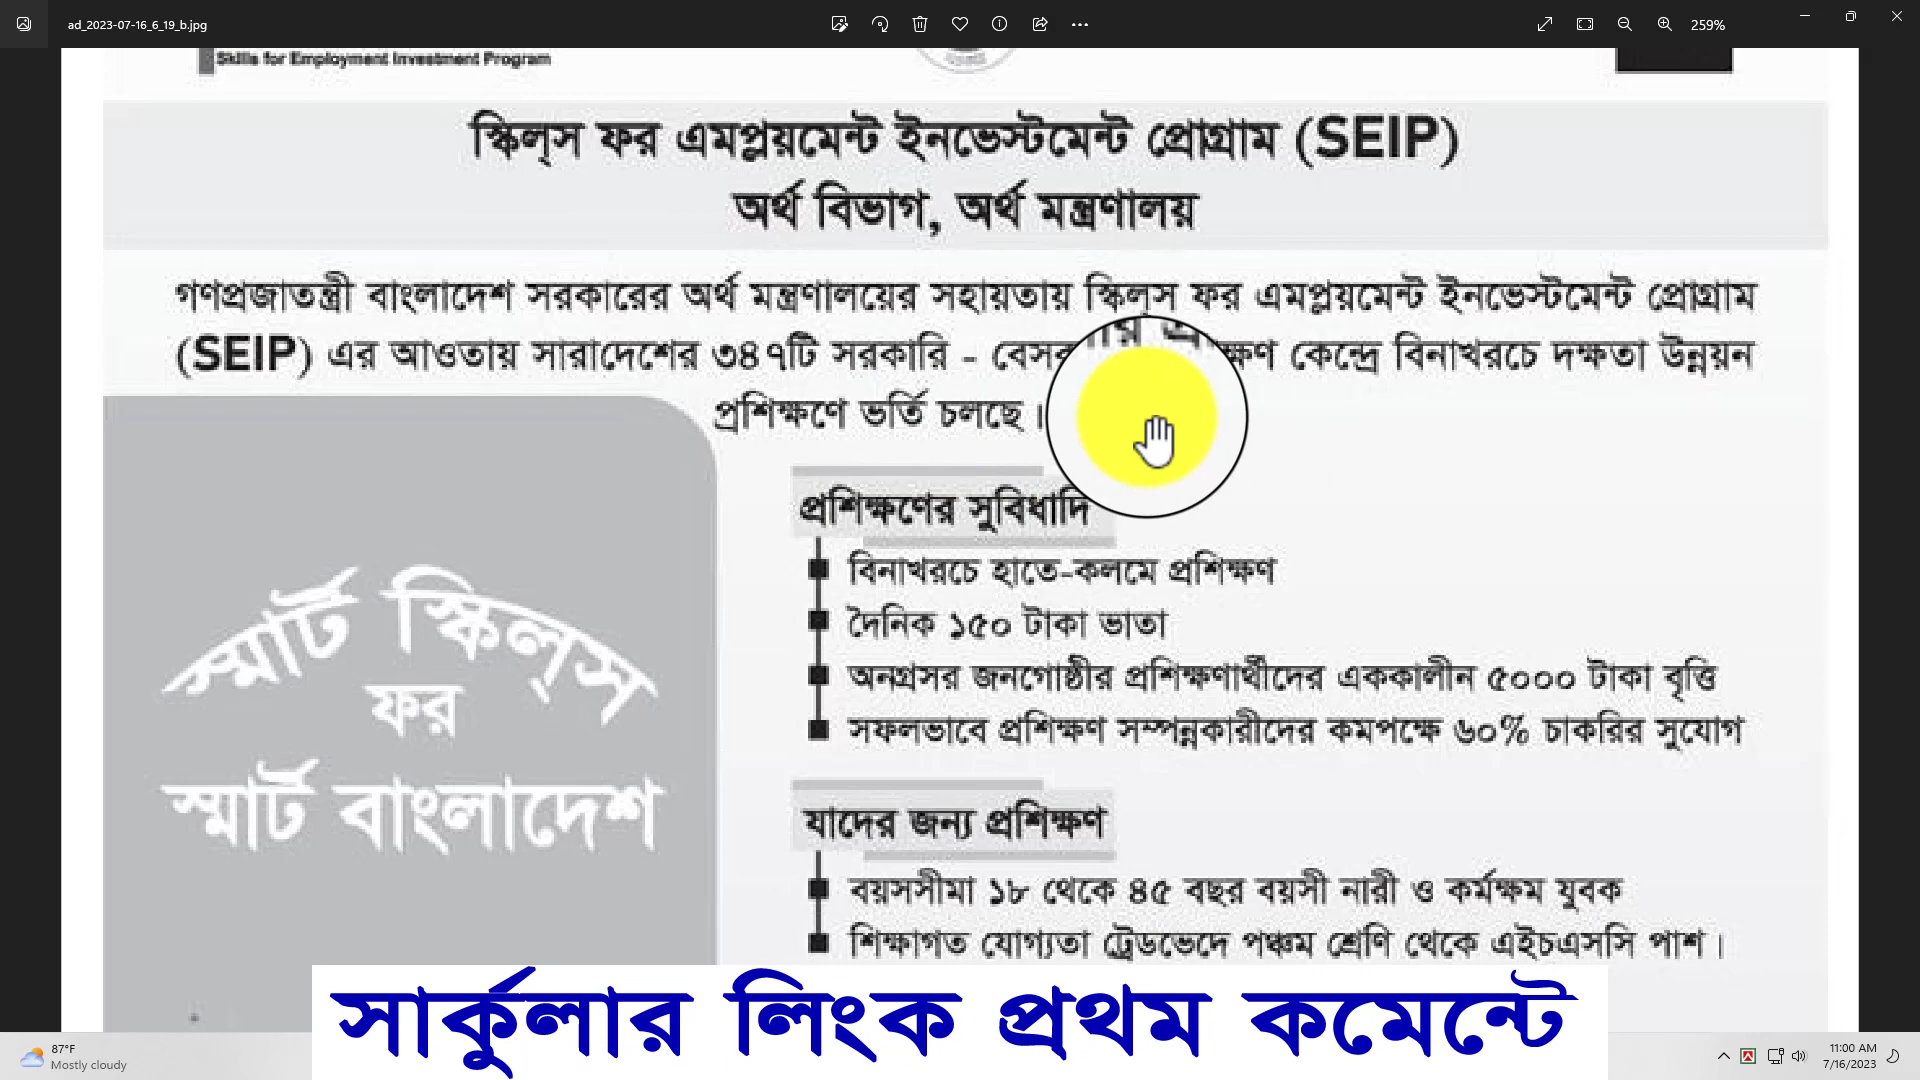 ad_2023-07-16_6_19_b.jpg
259%
Skills for Employment Investment Program
স্কিল্‌স ফর এমপ্লয়মেন্ট ইনভেস্টমেন্ট প্রোগ্রাম (SEIP)
অর্থ বিভাগ, অর্থ মন্ত্রণালয়
গণপ্রজাতন্ত্রী বাংলাদেশ সরকারের অর্থ মন্ত্রণালয়ের সহায়তায় স্কিল্‌স ফর এমপ্লয়মেন্ট ইনভেস্টমেন্ট প্রোগ্রাম
(SEIP) এর আওতায় সারাদেশের ৩৪৭টি সরকারি - কেন্দ্রে বিনাখরচে দক্ষতা উন্নয়ন
প্রশিক্ষণে ভর্তি চলছে।
প্রশিক্ষণের সুবিধাদি
বিনাখরচে হাতে-কলমে প্রশিক্ষণ
দৈনিক ১৫০ টাকা ভাতা
অনগ্রসর জনগোষ্ঠীর প্রশিক্ষণার্থীদের এককালীন ৫০০০ টাকা বৃত্তি
সফলভাবে প্রশিক্ষণ সম্পন্নকারীদের কমপক্ষে ৬০% চাকরির সুযোগ
স্মার্ট স্কিল্‌স
ফর
স্মার্ট বাংলাদেশ
যাদের জন্য প্রশিক্ষণ
বয়সসীমা ১৮ থেকে ৪৫ বছর বয়সী নারী ও কর্মক্ষম যুবক
শিক্ষাগত যোগ্যতা ট্রেডভেদে পঞ্চম শ্রেণি থেকে এইচএসসি পাশ।
সার্কুলার লিংক প্রথম কমেন্টে
87°F
Mostly cloudy
11:00 AM
7/16/2023